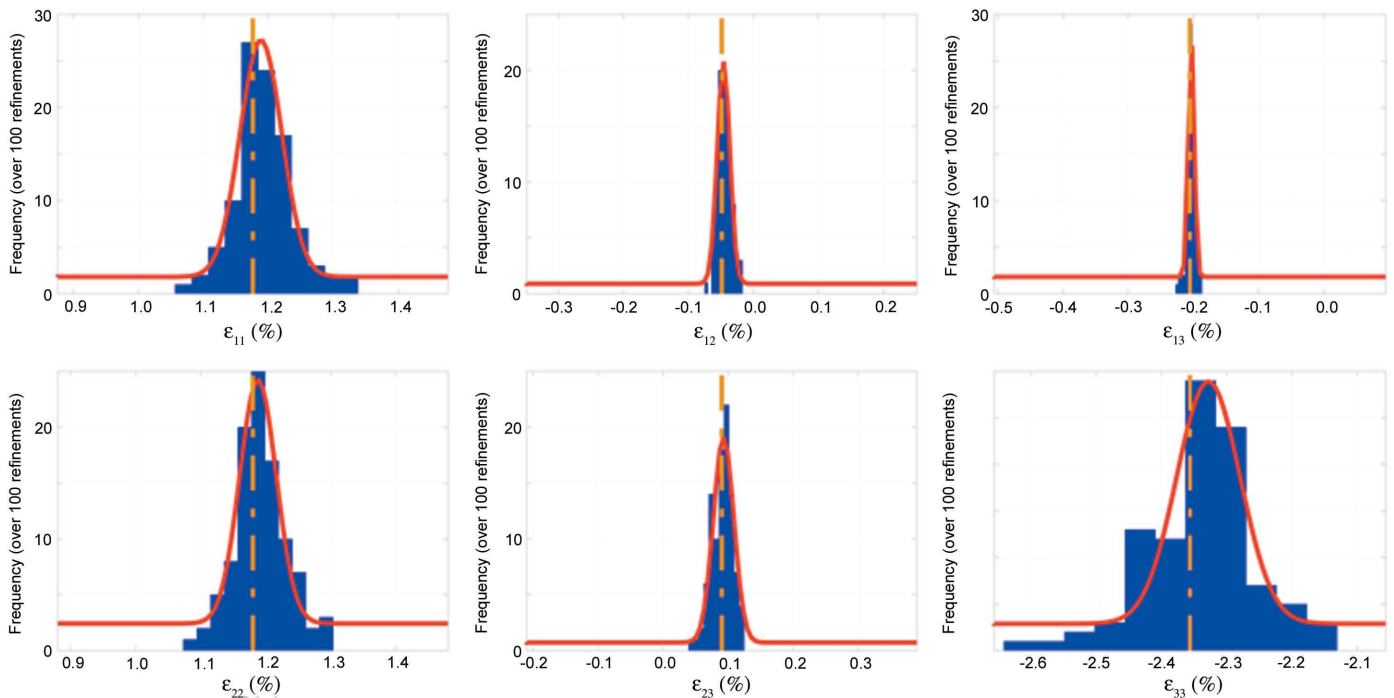 Frequency (over 100 refinements)
30
20
10
0
0.9 1.0 1.1 1.2 1.3 1.4
ε11 (%)
Frequency (over 100 refinements)
20
10
0
-0.3 -0.2 -0.1 0.0 0.1 0.2
ε12 (%)
Frequency (over 100 refinements)
30
20
10
0
-0.5 -0.4 -0.3 -0.2 -0.1 0.0
ε13 (%)
Frequency (over 100 refinements)
20
10
0
0.9 1.0 1.1 1.2 1.3 1.4
ε22 (%)
Frequency (over 100 refinements)
20
10
0
-0.2 -0.1 0.0 0.1 0.2 0.3
ε23 (%)
Frequency (over 100 refinements)
-2.6 -2.5 -2.4 -2.3 -2.2 -2.1
ε33 (%)